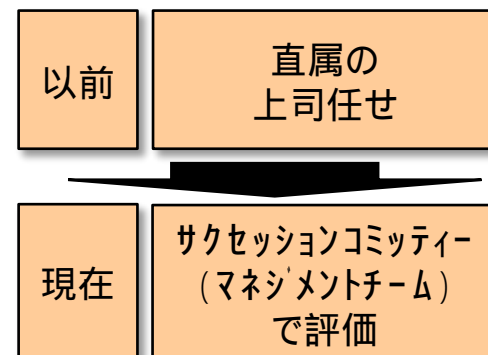 以前
直属の
上司任せ
現在
サクセッションコミッティー
(マネジメントチーム)
で評価